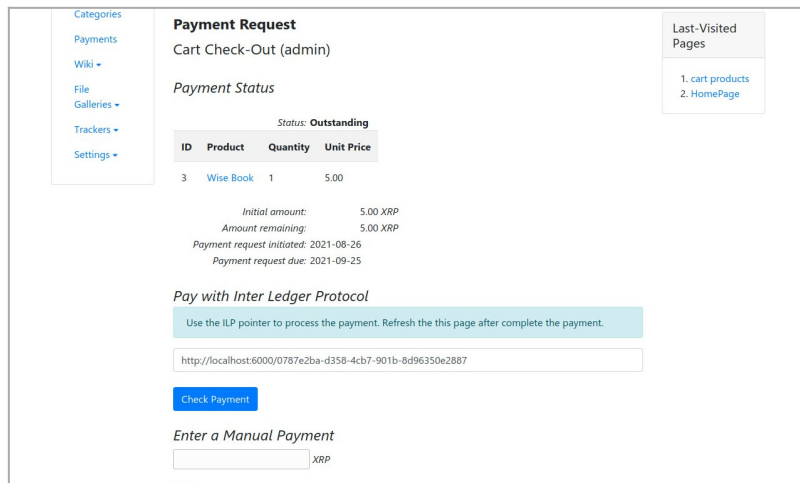 Categories
Payments
Wiki
File
Galleries
Trackers
Settings
Payment Request
Cart Check-Out (admin)
Payment Status
Status: Outstanding
ID Product Quantity Unit Price
3 Wise Book 1 5.00
Initial amount: 5.00 XRP
Amount remaining: 5.00 XRP
Payment request initiated: 2021-08-26
Payment request due: 2021-09-25
Pay with Inter Ledger Protocol
Use the ILP pointer to process the payment. Refresh the this page after complete the payment.
http://localhost:6000/0787e2ba-d358-4cb7-901b-8d96350e2887
Check Payment
Enter a Manual Payment
XRP
Last-Visited
Pages
1. cart products
2. HomePage